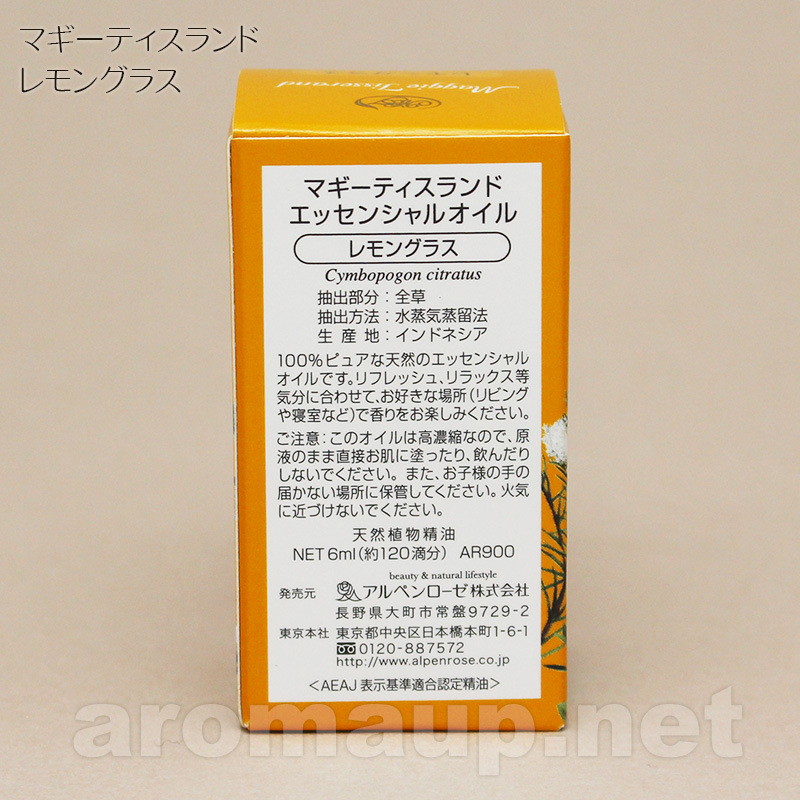 マギーティスランド
レモングラス
Maggie Tisserand
マギーティスランド
エッセンシャルオイル
レモングラス
Cymbopogon citratus
抽出部分：全草
抽出方法：水蒸気蒸留法
生産地：インドネシア
100%ピュアな天然のエッセンシャル
オイルです。リフレッシュ、リラックス等
気分に合わせて、お好きな場所（リビング
や寝室など）で香りをお楽しみください。
ご注意：このオイルは高濃縮なので、原
液のまま直接お肌に塗ったり、飲んだり
しないでください。また、お子様の手の
届かない場所に保管してください。火気
に近づけないでください。
天然植物精油
NET 6ml（約120滴分） AR900
beauty & natural lifestyle
発売元 アルペンローゼ株式会社
長野県大町市常盤9729-2
東京本社 東京都中央区日本橋本町1-6-1
0120-887572
http://www.alpenrose.co.jp
＜AEAJ表示基準適合認定精油＞
aromaup.net